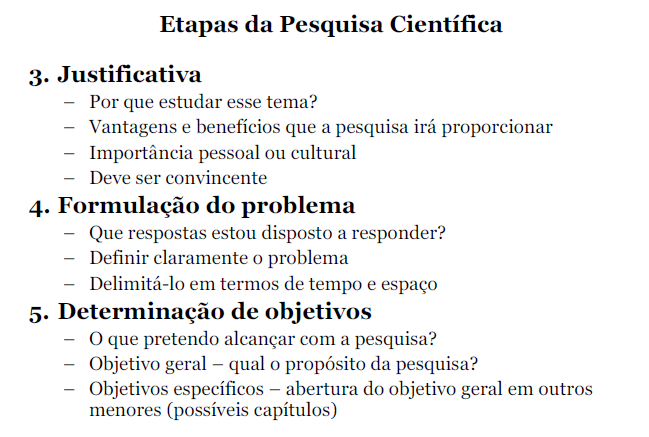 Etapas da Pesquisa Científica
3. Justificativa
– Por que estudar esse tema?
– Vantagens e benefícios que a pesquisa irá proporcionar
– Importância pessoal ou cultural
– Deve ser convincente
4. Formulação do problema
– Que respostas estou disposto a responder?
– Definir claramente o problema
– Delimitá-lo em termos de tempo e espaço
5. Determinação de objetivos
– O que pretendo alcançar com a pesquisa?
– Objetivo geral – qual o propósito da pesquisa?
– Objetivos específicos – abertura do objetivo geral em outros
menores (possíveis capítulos)